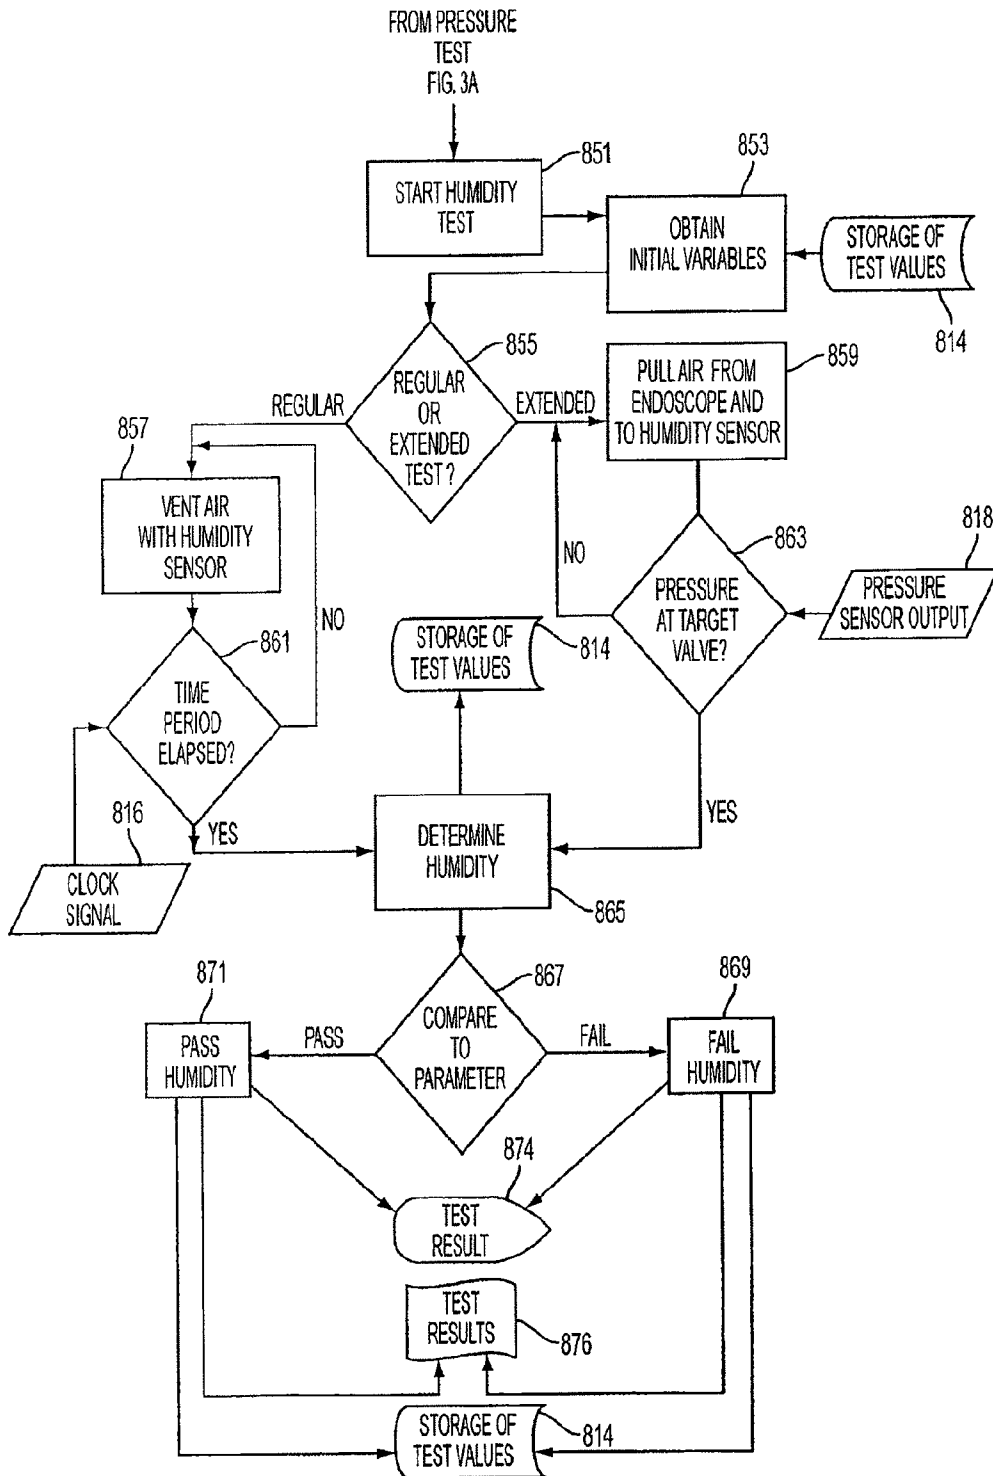 FROM PRESSURE
TEST
FIG. 3A
851
START HUMIDITY
TEST
853
OBTAIN
INITIAL VARIABLES
STORAGE OF
TEST VALUES
814
855
REGULAR
OR
EXTENDED
TEST?
REGULAR
EXTENDED
859
PULL AIR FROM
ENDOSCOPE AND
TO HUMIDITY SENSOR
857
VENT AIR
WITH HUMIDITY
SENSOR
NO
863
PRESSURE
AT TARGET
VALVE?
NO
818
PRESSURE
SENSOR OUTPUT
861
TIME
PERIOD
ELAPSED?
STORAGE OF
TEST VALUES
814
816
CLOCK
SIGNAL
YES
DETERMINE
HUMIDITY
865
YES
867
COMPARE
TO
PARAMETER
871
PASS
HUMIDITY
PASS
FAIL
869
FAIL
HUMIDITY
874
TEST
RESULT
TEST
RESULTS
876
STORAGE OF
TEST VALUES
814